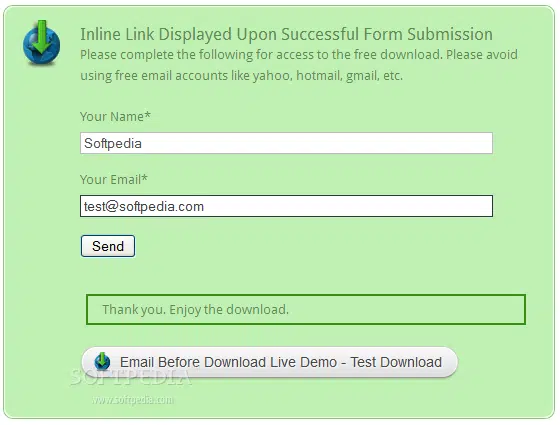 Inline Link Displayed Upon Successful Form Submission
Please complete the following for access to the free download. Please avoid
using free email accounts like yahoo, hotmail, gmail, etc.
Your Name*
Softpedia
Your Email*
test@softpedia.com
Send
Thank you. Enjoy the download.
Email Before Download Live Demo - Test Download
SOFTPEDIA
www.softpedia.com